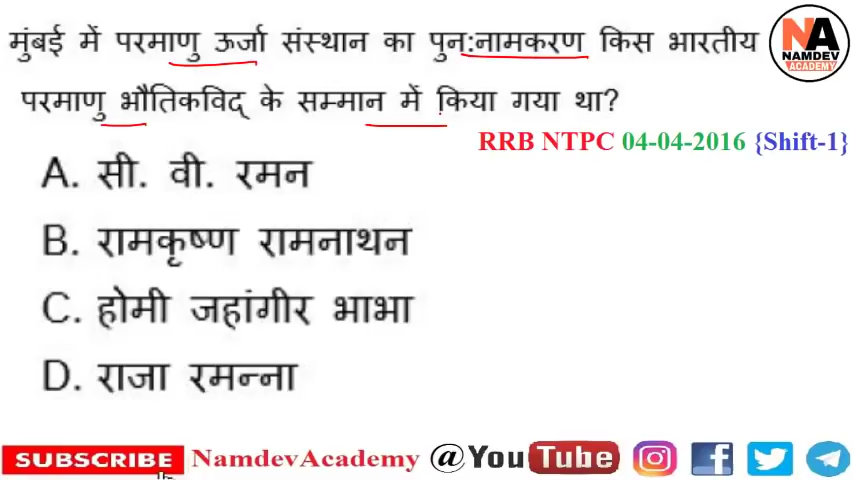 मुंबई में परमाणु ऊर्जा संस्थान का पुन:नामकरण किस भारतीय
NA
NAMDEV
ACADEMY
परमाणु भौतिकविद् के सम्मान में किया गया था?
RRB NTPC 04-04-2016 {Shift-1}
A. सी. वी. रमन
B. रामकृष्ण रामनाथन
C. होमी जहांगीर भाभा
D. राजा रमन्ना
SUBSCRIBE NamdevAcademy @YouTube